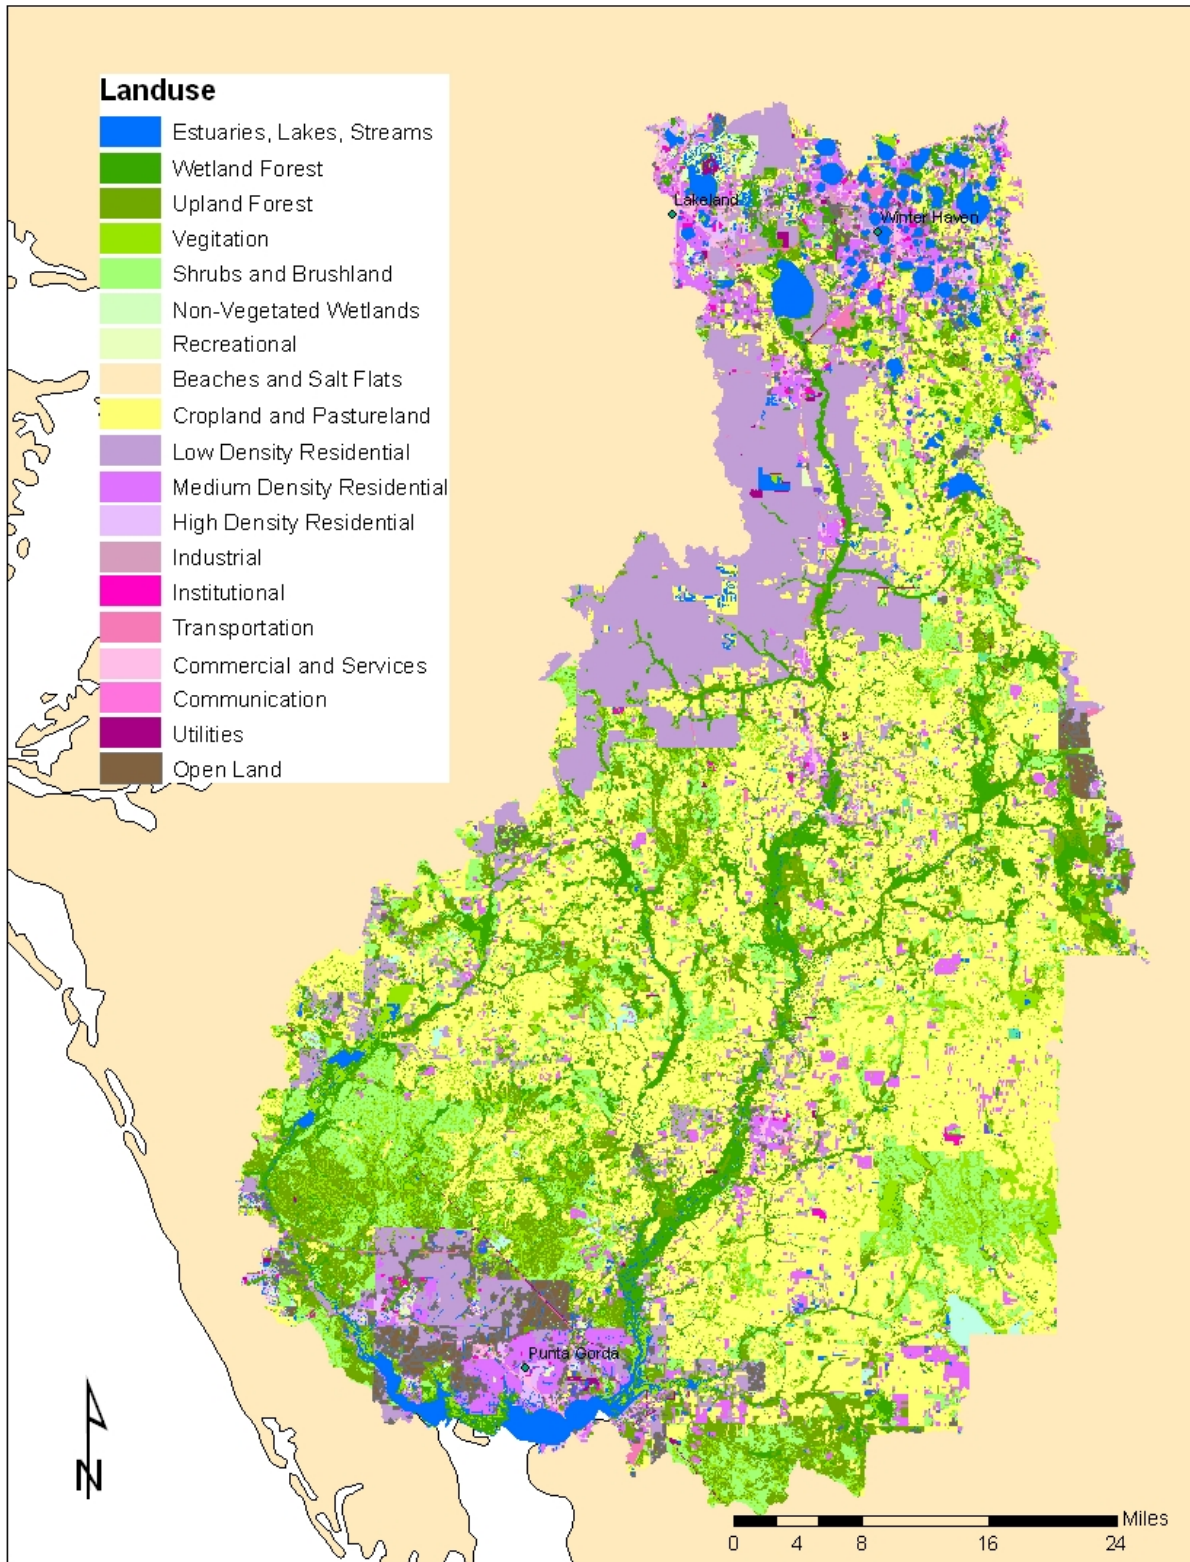 Landuse
Estuaries, Lakes, Streams
Wetland Forest
Upland Forest
Vegitation
Shrubs and Brushland
Non-Vegetated Wetlands
Recreational
Beaches and Salt Flats
Cropland and Pastureland
Low Density Residential
Medium Density Residential
High Density Residential
Industrial
Institutional
Transportation
Commercial and Services
Communication
Utilities
Open Land
Lakeland
Winter Haven
Punta Gorda
N
Miles
0 4 8 16 24